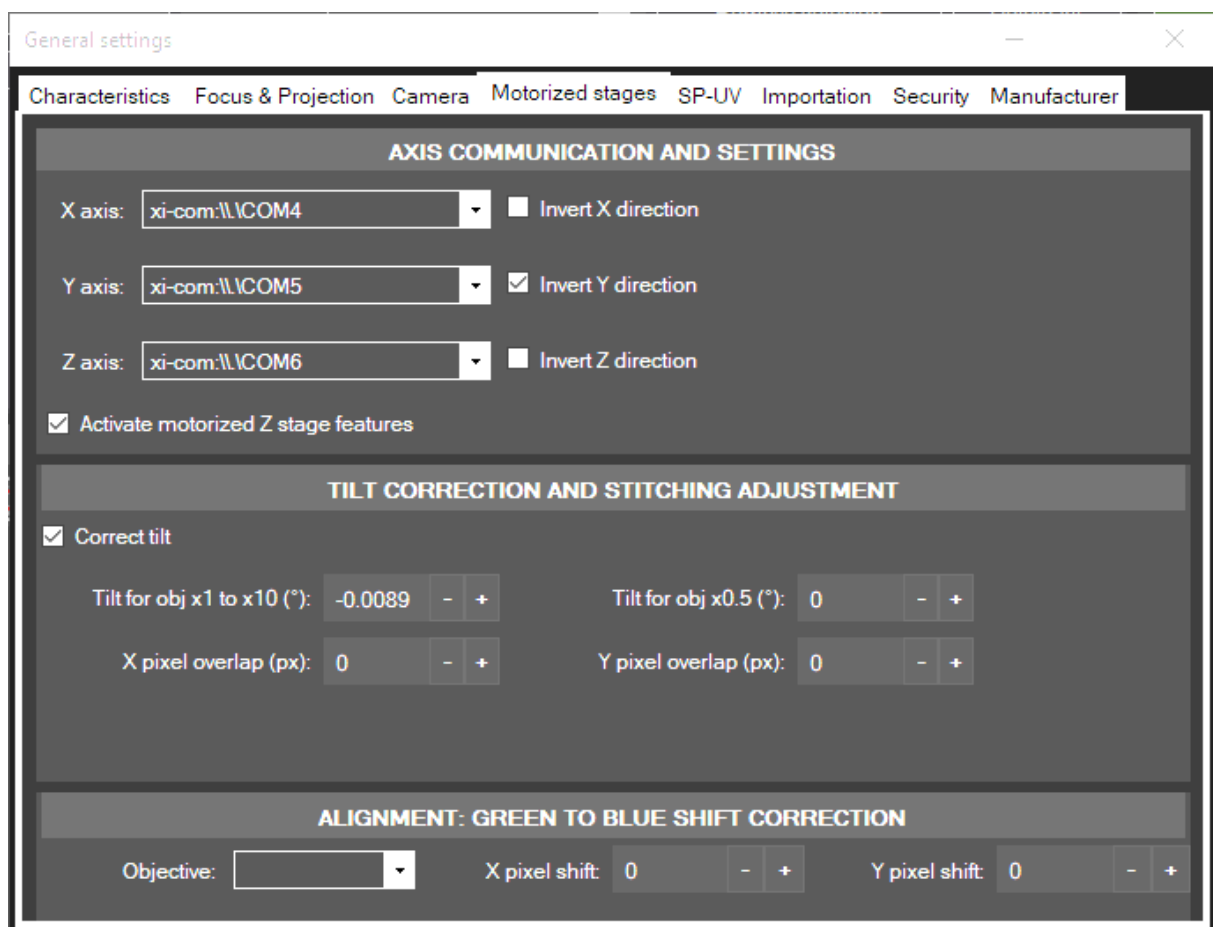 General settings
Characteristics Focus & Projection Camera Motorized stages SP-UV Importation Security Manufacturer
AXIS COMMUNICATION AND SETTINGS
X axis: xi-com:\\.\COM4 Invert X direction
Y axis: xi-com:\\.\COM5 Invert Y direction
Z axis: xi-com:\\.\COM6 Invert Z direction
Activate motorized Z stage features
TILT CORRECTION AND STITCHING ADJUSTMENT
Correct tilt
Tilt for obj x1 to x10 (°): -0.0089 - + Tilt for obj x0.5 (°): 0 - +
X pixel overlap (px): 0 - + Y pixel overlap (px): 0 - +
ALIGNMENT: GREEN TO BLUE SHIFT CORRECTION
Objective: X pixel shift: 0 - + Y pixel shift: 0 - +